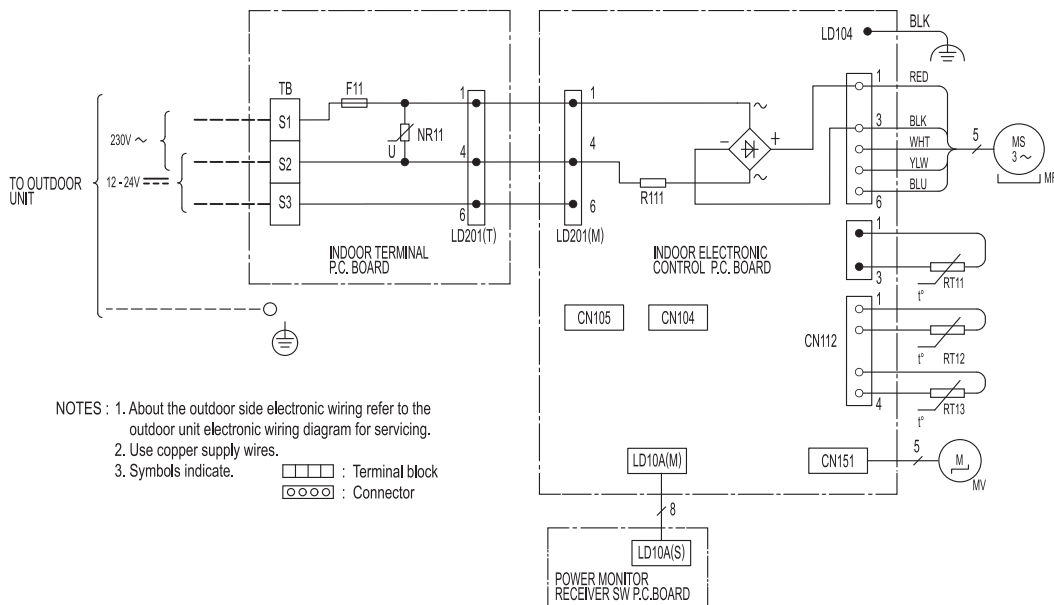 LD104
BLK
TB
F11
S1
NR11
U
S2
S3
230V ~
12 - 24V
TO OUTDOOR
UNIT
1
4
6
LD201(T)
INDOOR TERMINAL
P.C. BOARD
1
4
6
LD201(M)
R111
~
− +
~
INDOOR ELECTRONIC
CONTROL P.C. BOARD
1
RED
3
BLK
WHT
YLW
BLU
6
5
MS
3 ~
MF
1
3
t°
RT11
CN105
CN104
CN112
1
t°
RT12
4
t°
RT13
NOTES : 1. About the outdoor side electronic wiring refer to the
outdoor unit electronic wiring diagram for servicing.
2. Use copper supply wires.
3. Symbols indicate.
: Terminal block
: Connector
LD10A(M)
CN151
5
M
MV
8
LD10A(S)
POWER MONITOR
RECEIVER SW P.C.BOARD